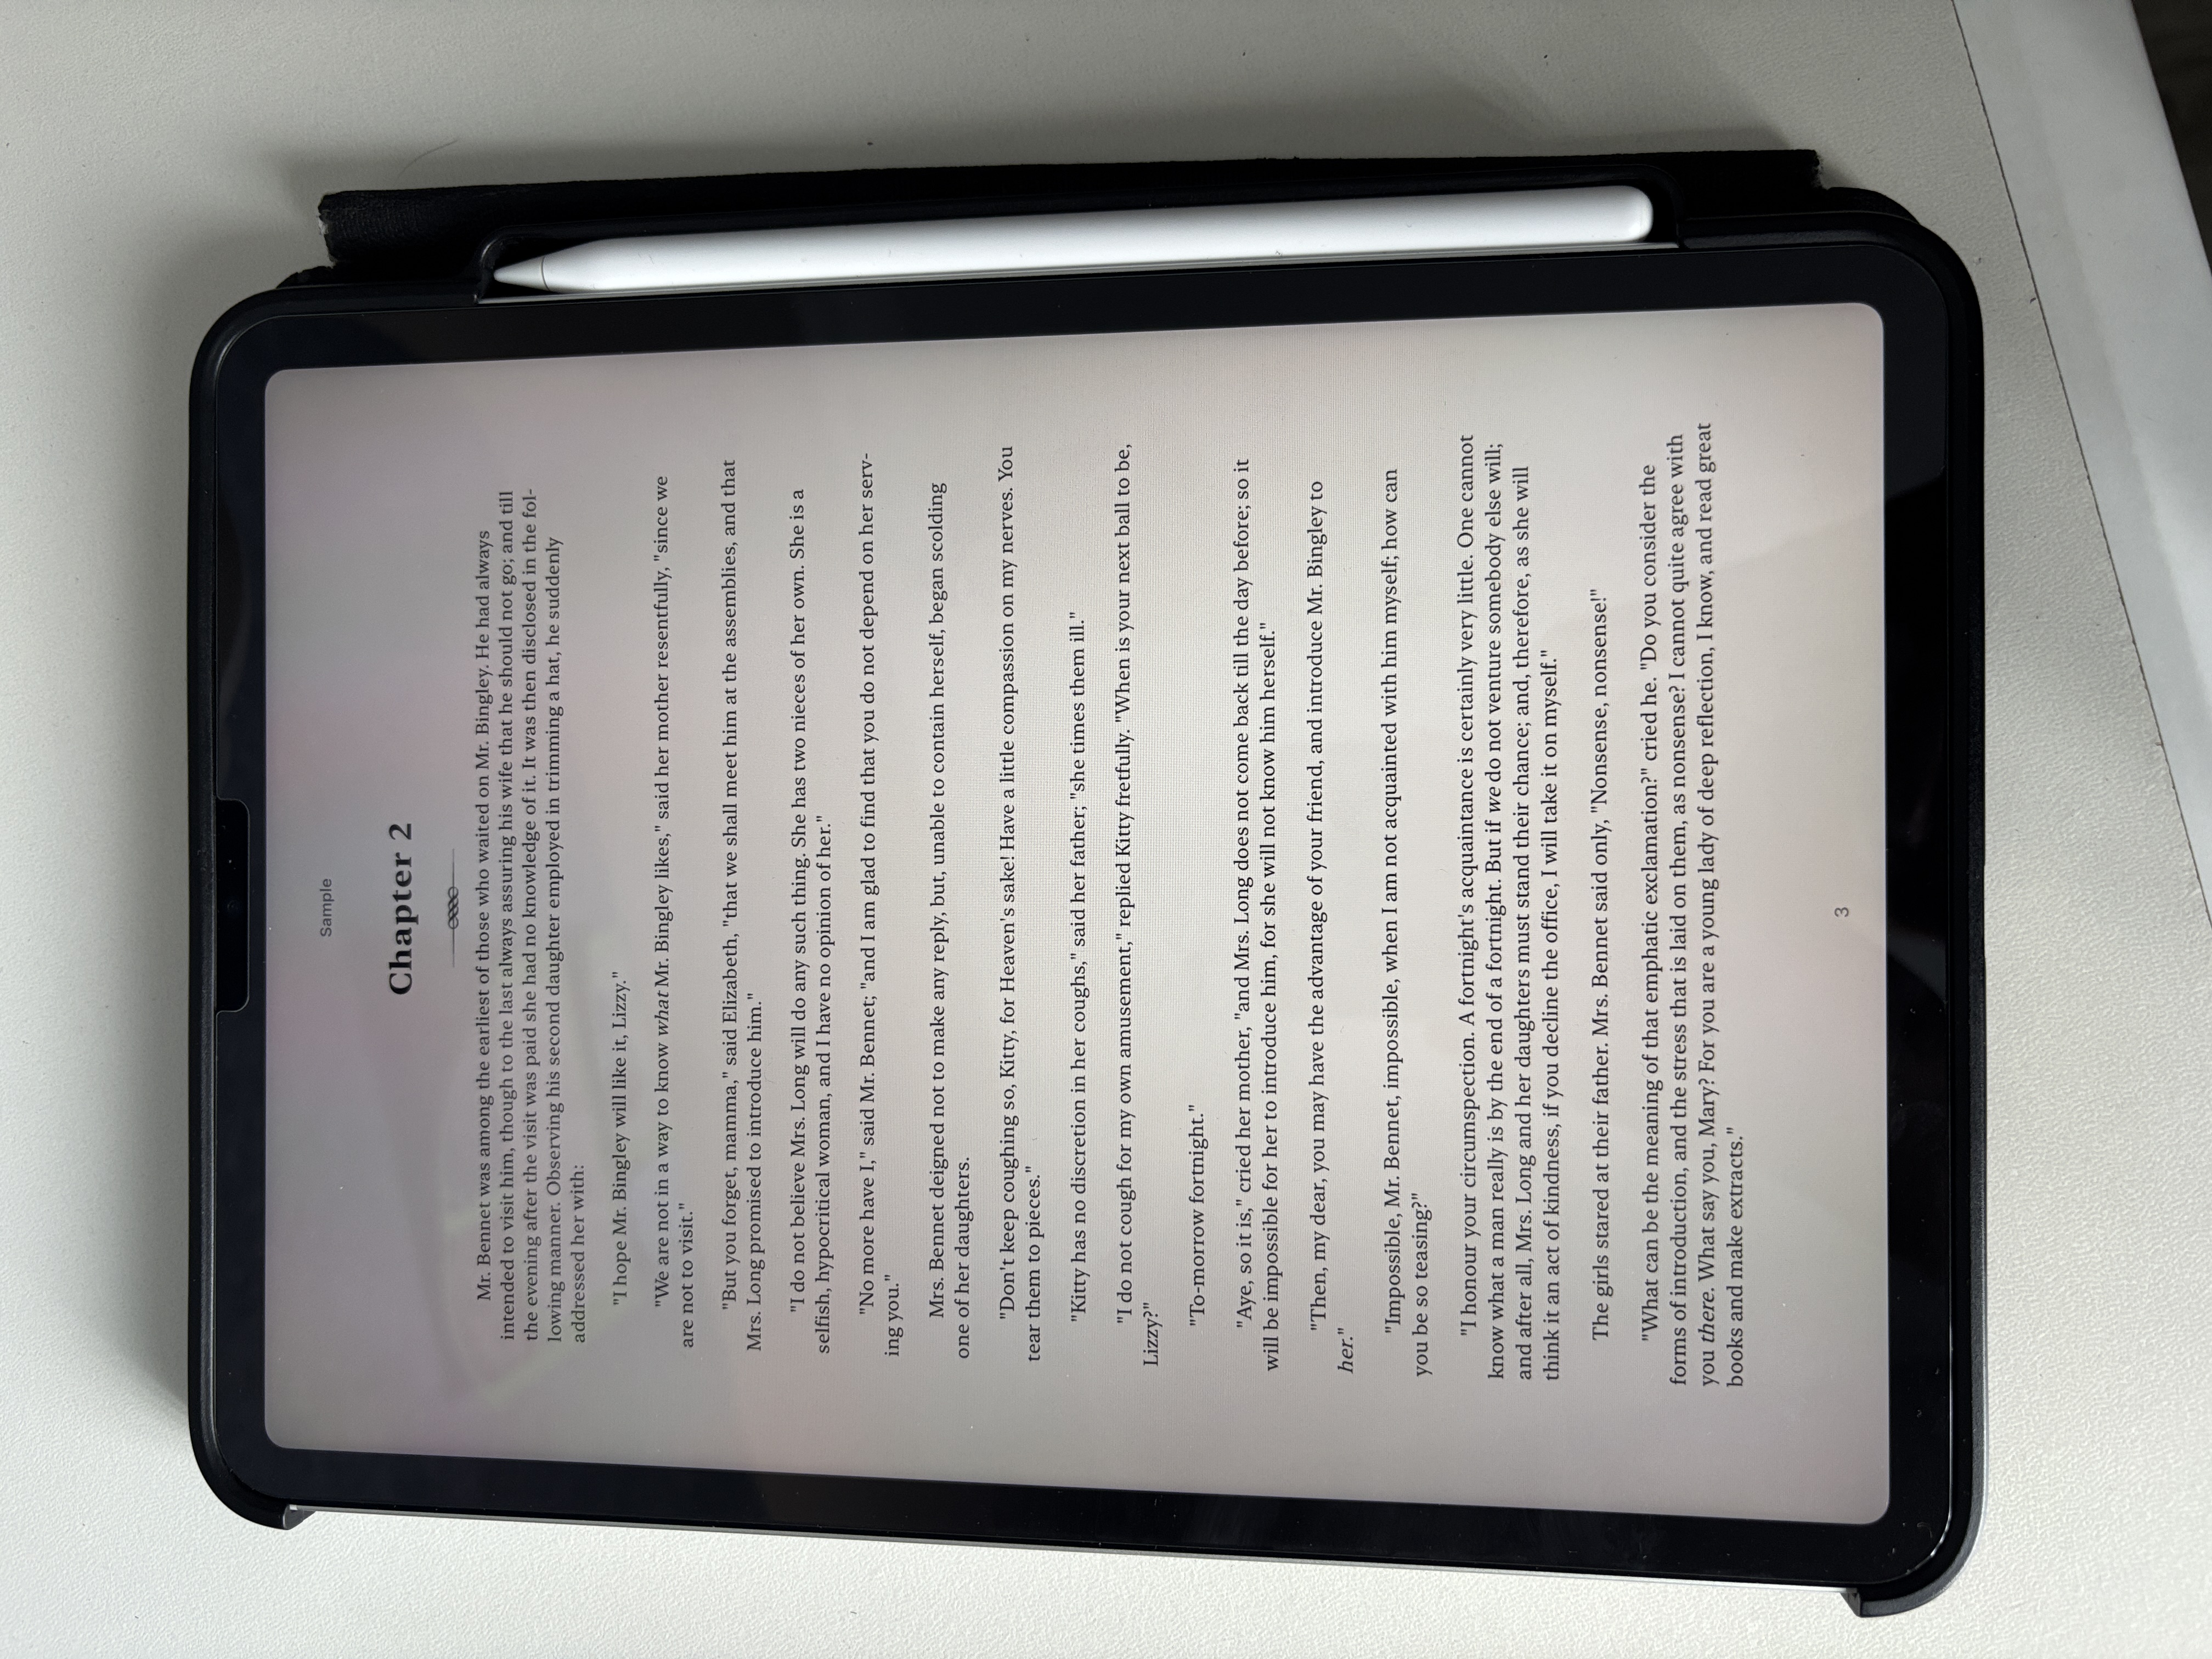 Sample
Chapter 2
Mr. Bennet was among the earliest of those who waited on Mr. Bingley. He had always
intended to visit him, though to the last always assuring his wife that he should not go; and till
the evening after the visit was paid she had no knowledge of it. It was then disclosed in the fol-
lowing manner. Observing his second daughter employed in trimming a hat, he suddenly
addressed her with:
"I hope Mr. Bingley will like it, Lizzy."
"We are not in a way to know what Mr. Bingley likes," said her mother resentfully, "since we
are not to visit."
"But you forget, mamma," said Elizabeth, "that we shall meet him at the assemblies, and that
Mrs. Long promised to introduce him."
"I do not believe Mrs. Long will do any such thing. She has two nieces of her own. She is a
selfish, hypocritical woman, and I have no opinion of her."
"No more have I," said Mr. Bennet; "and I am glad to find that you do not depend on her serv-
ing you."
Mrs. Bennet deigned not to make any reply, but, unable to contain herself, began scolding
one of her daughters.
"Don't keep coughing so, Kitty, for Heaven's sake! Have a little compassion on my nerves. You
tear them to pieces."
"Kitty has no discretion in her coughs," said her father; "she times them ill."
"I do not cough for my own amusement," replied Kitty fretfully. "When is your next ball to be,
Lizzy?"
"To-morrow fortnight."
"Aye, so it is," cried her mother, "and Mrs. Long does not come back till the day before; so it
will be impossible for her to introduce him, for she will not know him herself."
"Then, my dear, you may have the advantage of your friend, and introduce Mr. Bingley to
her."
"Impossible, Mr. Bennet, impossible, when I am not acquainted with him myself; how can
you be so teasing?"
"I honour your circumspection. A fortnight's acquaintance is certainly very little. One cannot
know what a man really is by the end of a fortnight. But if we do not venture somebody else will;
and after all, Mrs. Long and her daughters must stand their chance; and, therefore, as she will
think it an act of kindness, if you decline the office, I will take it on myself."
The girls stared at their father. Mrs. Bennet said only, "Nonsense, nonsense!"
"What can be the meaning of that emphatic exclamation?" cried he. "Do you consider the
forms of introduction, and the stress that is laid on them, as nonsense? I cannot quite agree with
you there. What say you, Mary? For you are a young lady of deep reflection, I know, and read great
books and make extracts."
3